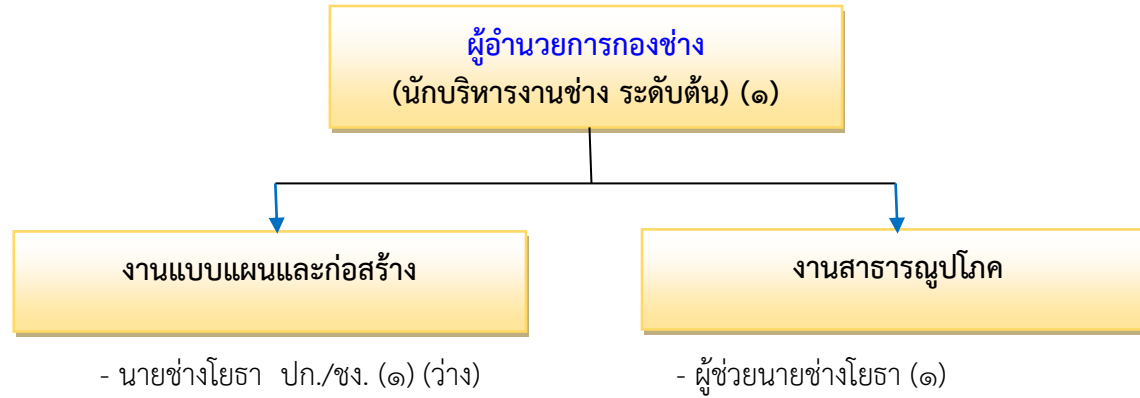 ผู้อำนวยการกองช่าง
(นักบริหารงานช่าง ระดับต้น) (๑)
งานแบบแผนและก่อสร้าง
งานสาธารณูปโภค
- นายช่างโยธา ปก./ชง. (๑) (ว่าง)
- ผู้ช่วยนายช่างโยธา (๑)